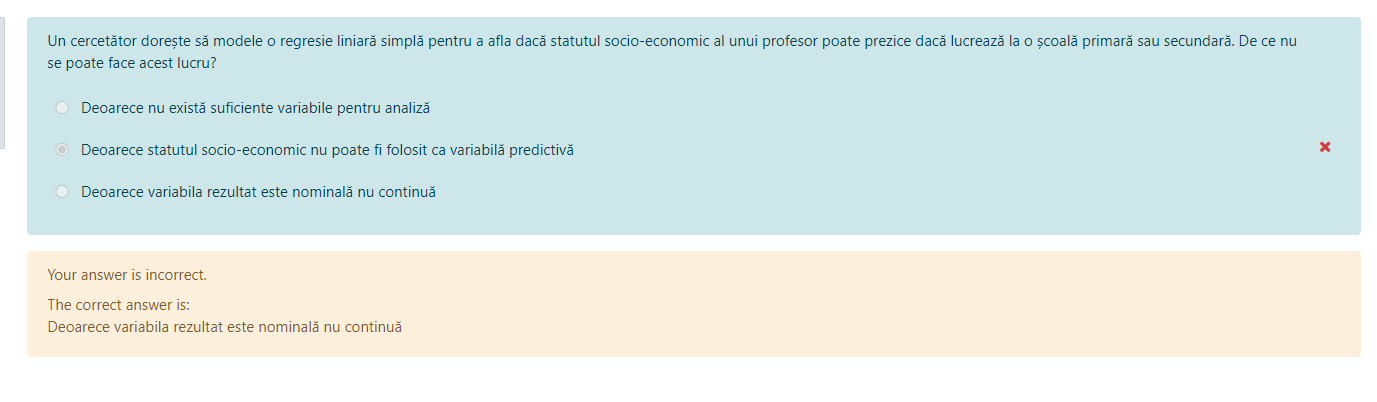 Un cercetător dorește să modele o regresie liniară simplă pentru a afla dacă statutul socio-economic al unui profesor poate prezice dacă lucrează la o școală primară sau secundară. De ce nu
se poate face acest lucru?
Deoarece nu există suficiente variabile pentru analiză
Deoarece statutul socio-economic nu poate fi folosit ca variabilă predictivă
Deoarece variabila rezultat este nominală nu continuă
Your answer is incorrect.
The correct answer is:
Deoarece variabila rezultat este nominală nu continuă